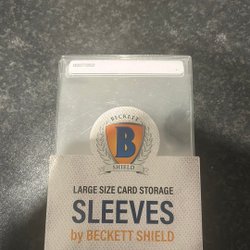 BECKETT
B
SHIELD
LARGE SIZE CARD STORAGE
SLEEVES
by BECKETT SHIELD